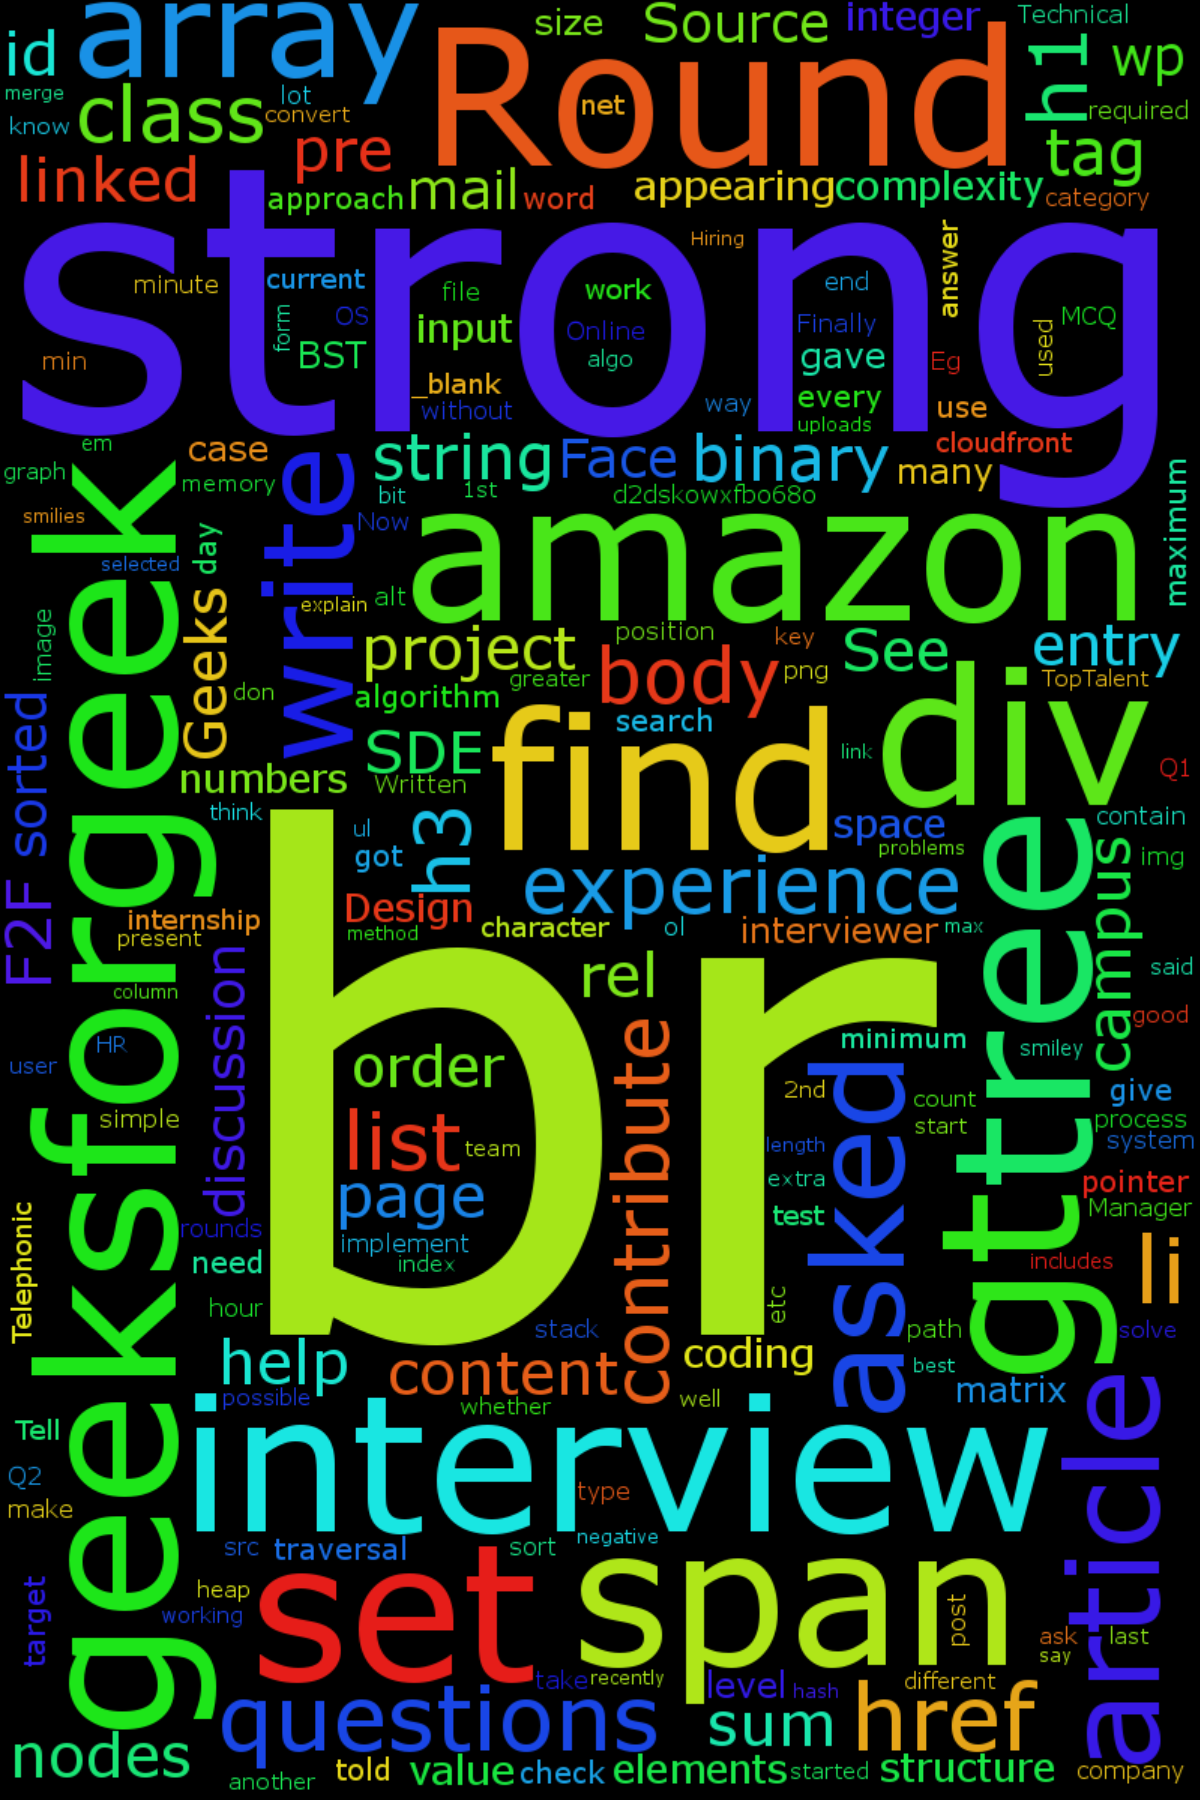 array
size
Source
integer
Technical
id
Round
h1
wp
merge
lot
net
know
class
convert
required
linked
pre
tag
approach
mail
word
appearing
complexity
category
strong
Hiring
answer
minute
current
file
work
end
form
OS
input
Online
Finally
used
MCQ
BST
algo
gave
Eg
min
_blank
every
without
way
use
uploads
em
case
string
Face
binary
cloudfront
many
graph
memory
write
bit
1st
d2dskowxfbo68o
maximum
smilies
day
Now
amazon
selected
geeksforgeek
Geeks
explain
alt
image
project
position
key
See
entry
body
png
TopTalent
don
algorithm
greater
div
sorted
find
search
SDE
link
Q1
numbers
Written
think
ul
h3
space
contain
got
problems
gttree
campus
img
experience
F2F
internship
Design
character
ol
interviewer
max
present
method
discussion
br
rel
said
column
contribute
good
HR
minimum
smiley
user
order
asked
2nd
give
simple
count
list
team
start
process
length
system
page
extra
pointer
Telephonic
rounds
test
Manager
implement
need
index
includes
li
hour
etc
stack
path
solve
help
content
coding
best
article
possible
whether
well
matrix
interview
Tell
Q2
type
make
negative
src
traversal
sort
set
span
target
heap
working
post
ask
last
say
take
recently
level
hash
different
questions
sum
href
nodes
another
told
value
check
elements
started
structure
company